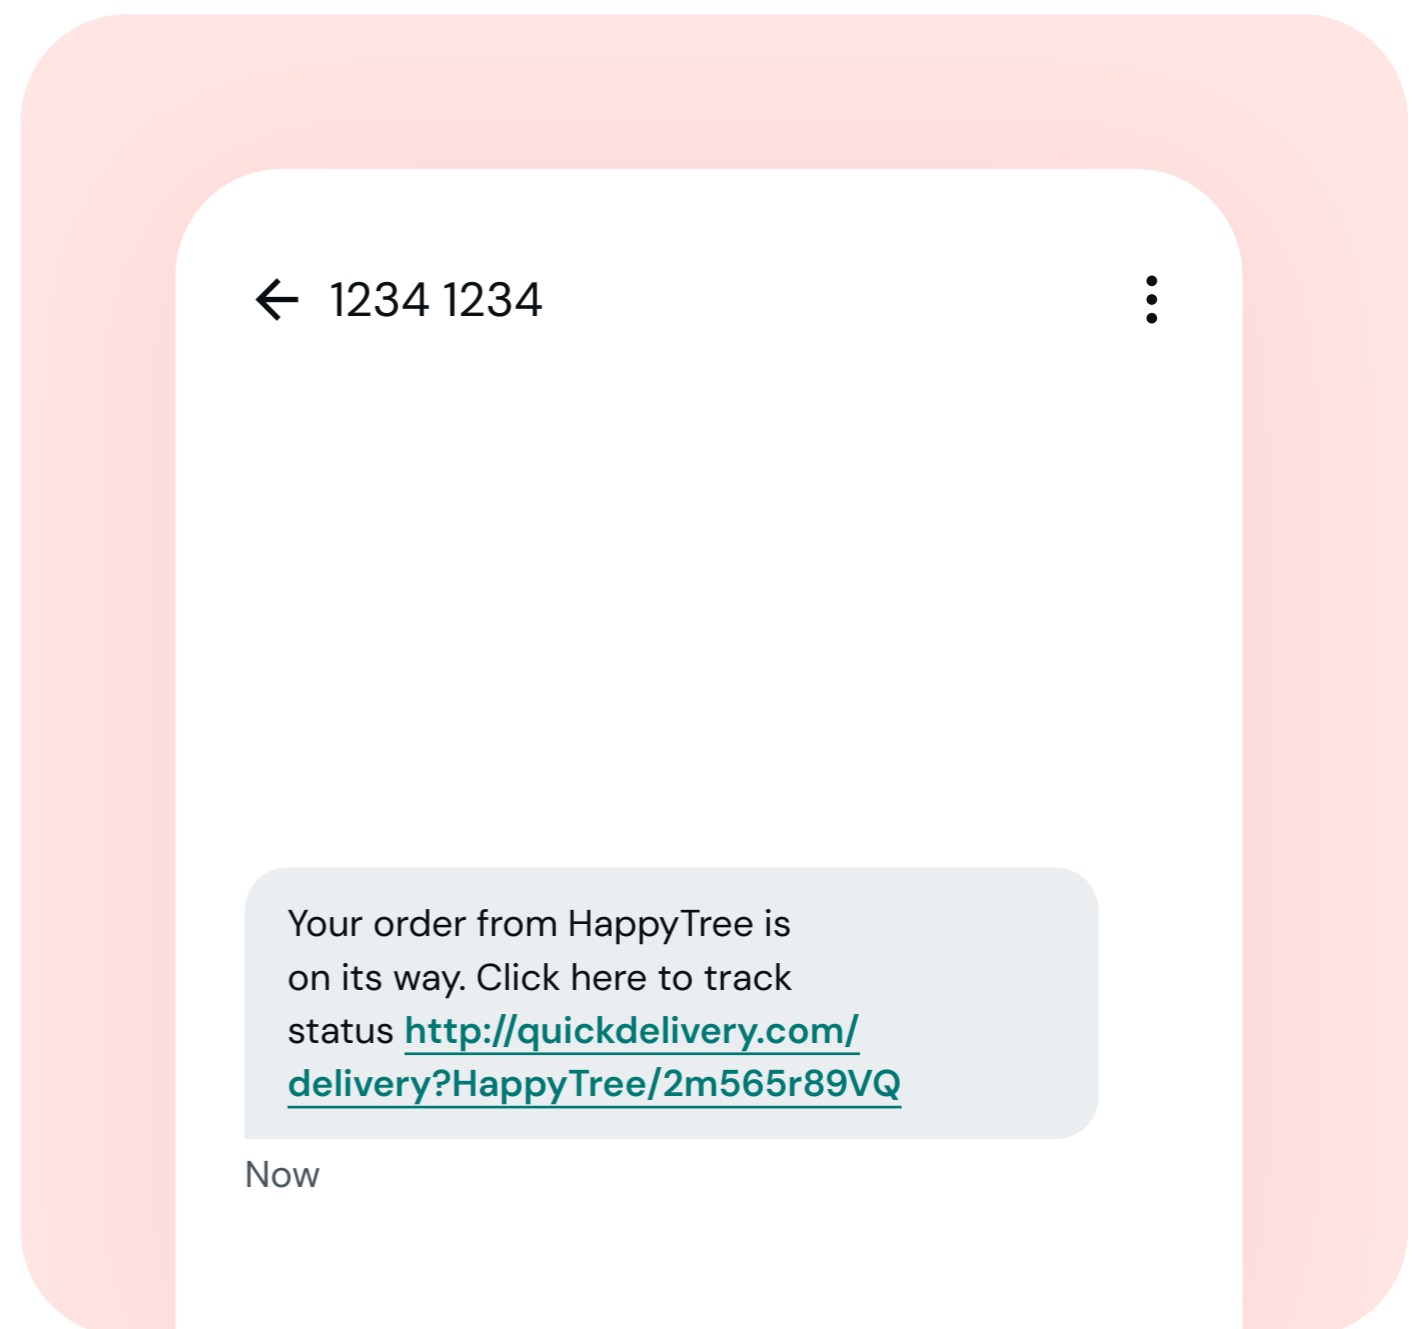 1234 1234
Your order from HappyTree is
on its way. Click here to track
status http://quickdelivery.com/
delivery?HappyTree/2m565r89VQ
Now